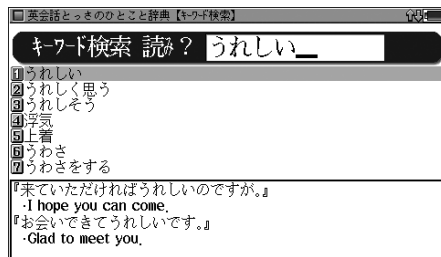 英会話とっさのひとこと辞典【キーワード検索】
キーワード検索 読み？ うれしい__
1うれしい
2うれしく思う
3うれしそう
4浮気
5上着
6うわさ
7うわさをする
『来ていただければうれしいのですが。』
·I hope you can come.
『お会いできてうれしいです。』
·Glad to meet you.